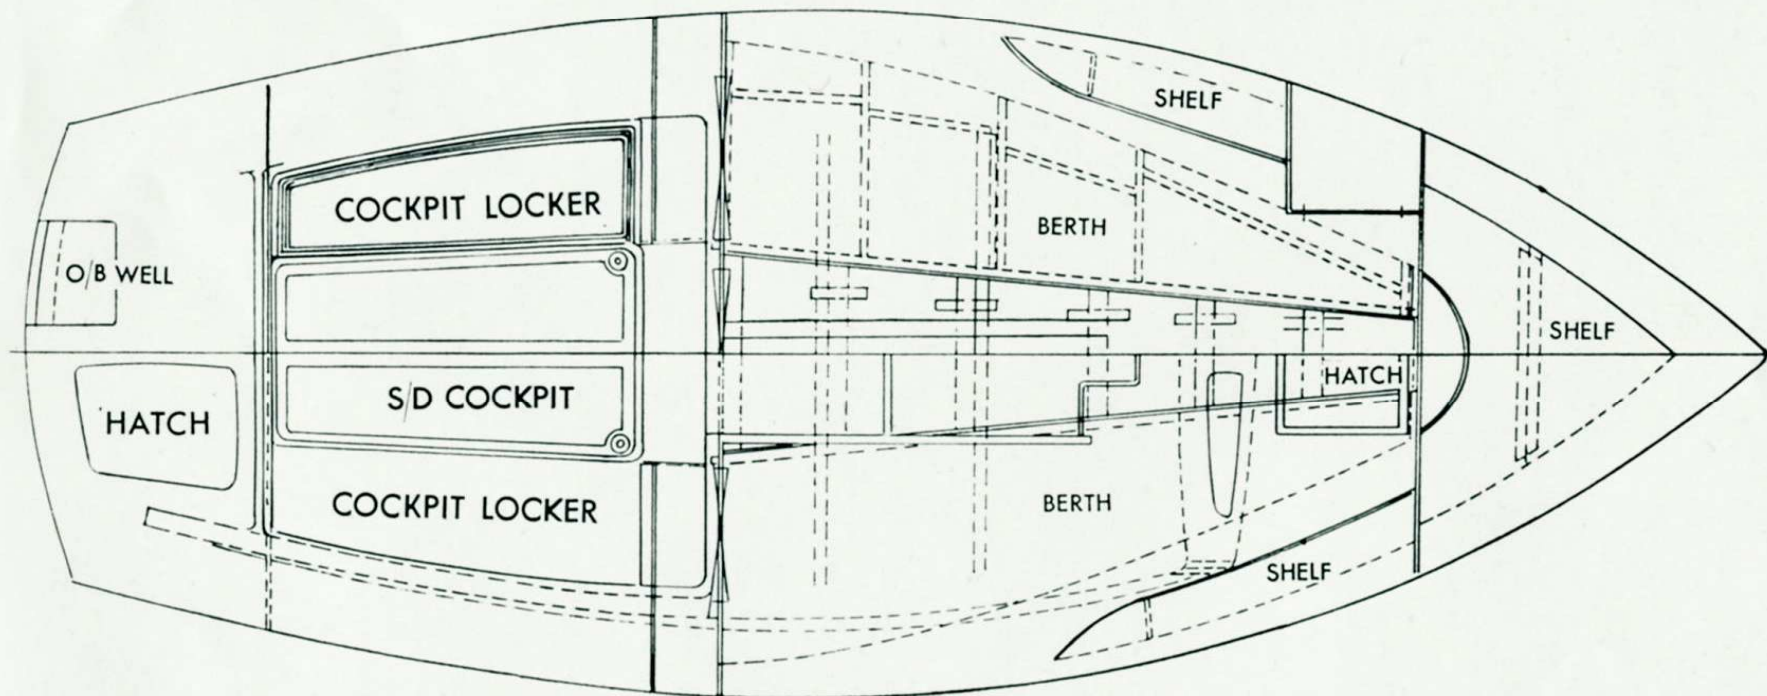 SHELF
COCKPIT LOCKER
BERTH
O/B WELL
SHELF
HATCH
S/D COCKPIT
HATCH
COCKPIT LOCKER
BERTH
SHELF